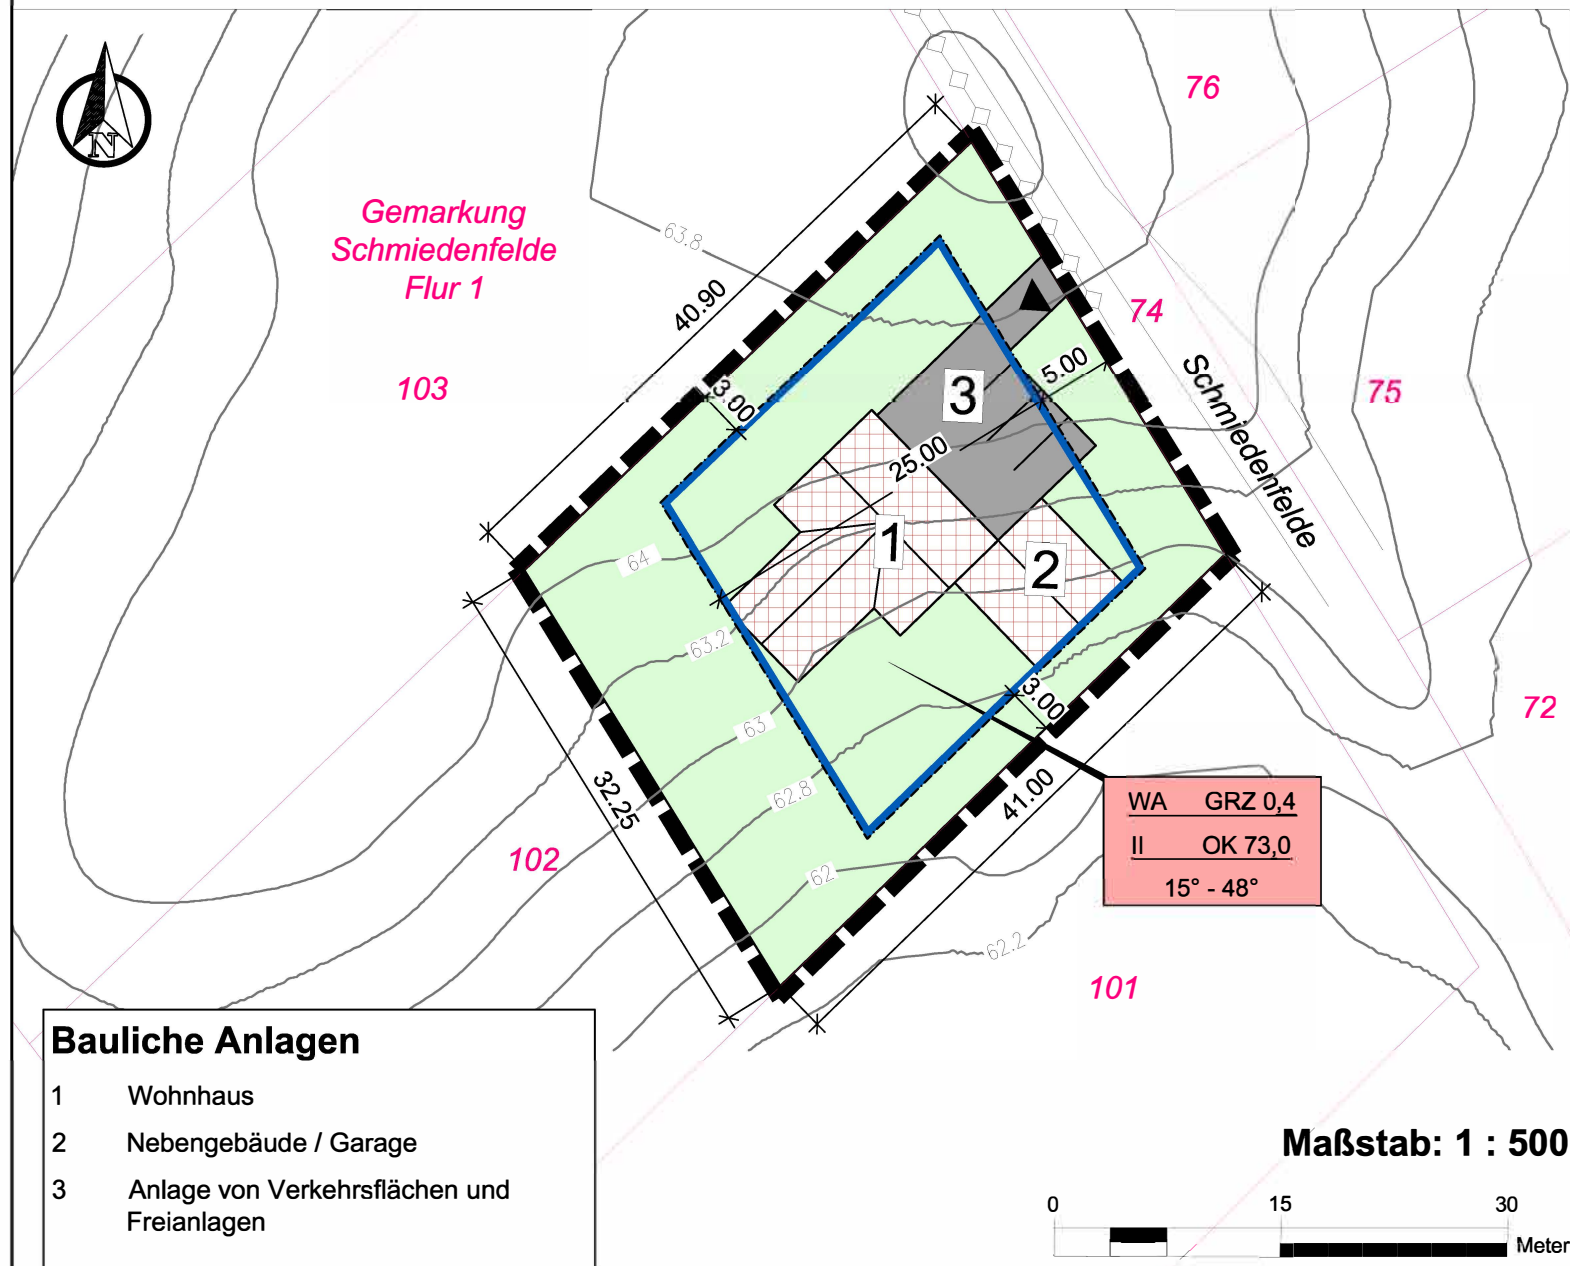 N
76
Gemarkung
Schmiedenfelde
Flur 1
63.8
40.90
74
103
3.00
3
5.00
75
Schmiedenfelde
25.00
64
1
2
63.2
3.00
72
63
32.25
62.8
41.00
WA GRZ 0,4
II OK 73,0
15° - 48°
102
62
62.2
101
Bauliche Anlagen
1 Wohnhaus
2 Nebengebäude / Garage
3 Anlage von Verkehrsflächen und
Freianlagen
Maßstab: 1 : 500
0 15 30
Meter